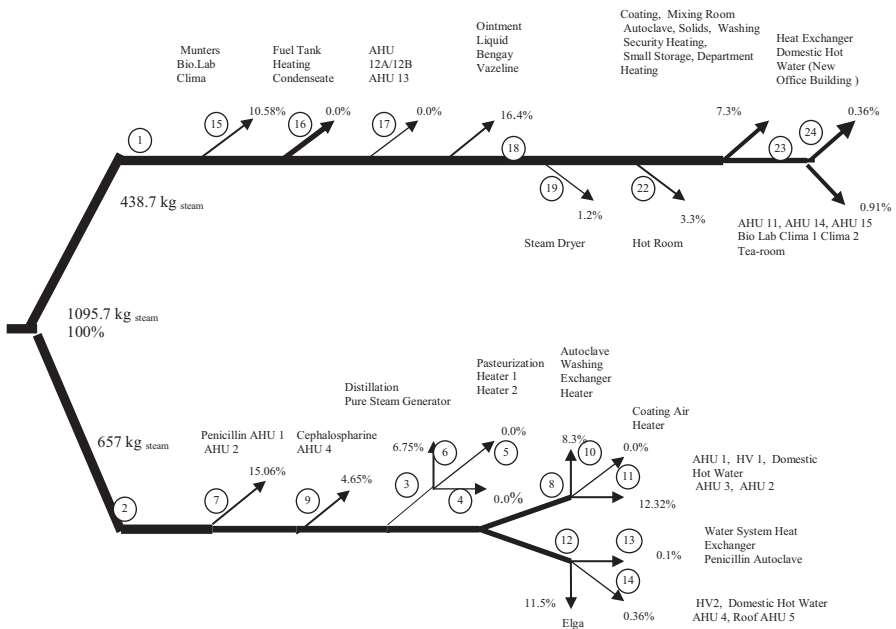 Munters
Bio.Lab
Clima
Fuel Tank
Heating
Condenseate
AHU
12A/12B
AHU 13
Ointment
Liquid
Bengay
Vazeline
Coating, Mixing Room
Autoclave, Solids, Washing
Security Heating,
Small Storage, Department
Heating
Heat Exchanger
Domestic Hot
Water (New
Office Building )
1
15
10.58%
16
0.0%
17
0.0%
16.4%
18
7.3%
23
24
0.36%
438.7 kg steam
19
1.2%
22
3.3%
0.91%
Steam Dryer
Hot Room
AHU 11, AHU 14, AHU 15
Bio Lab Clima 1 Clima 2
Tea-room
1095.7 kg steam
100%
Distillation
Pure Steam Generator
Pasteurization
Heater 1
Heater 2
Autoclave
Washing
Exchanger
Heater
Coating Air
Heater
657 kg steam
Penicillin AHU 1
AHU 2
Cephalospharine
AHU 4
6.75%
6
0.0%
5
8.3%
10
0.0%
AHU 1, HV 1, Domestic
Hot Water
AHU 3, AHU 2
15.06%
4.65%
3
4
0.0%
8
11
12.32%
2
7
9
12
13
0.1%
Water System Heat
Exchanger
Penicillin Autoclave
14
11.5%
0.36%
Elga
HV2, Domestic Hot Water
AHU 4, Roof AHU 5